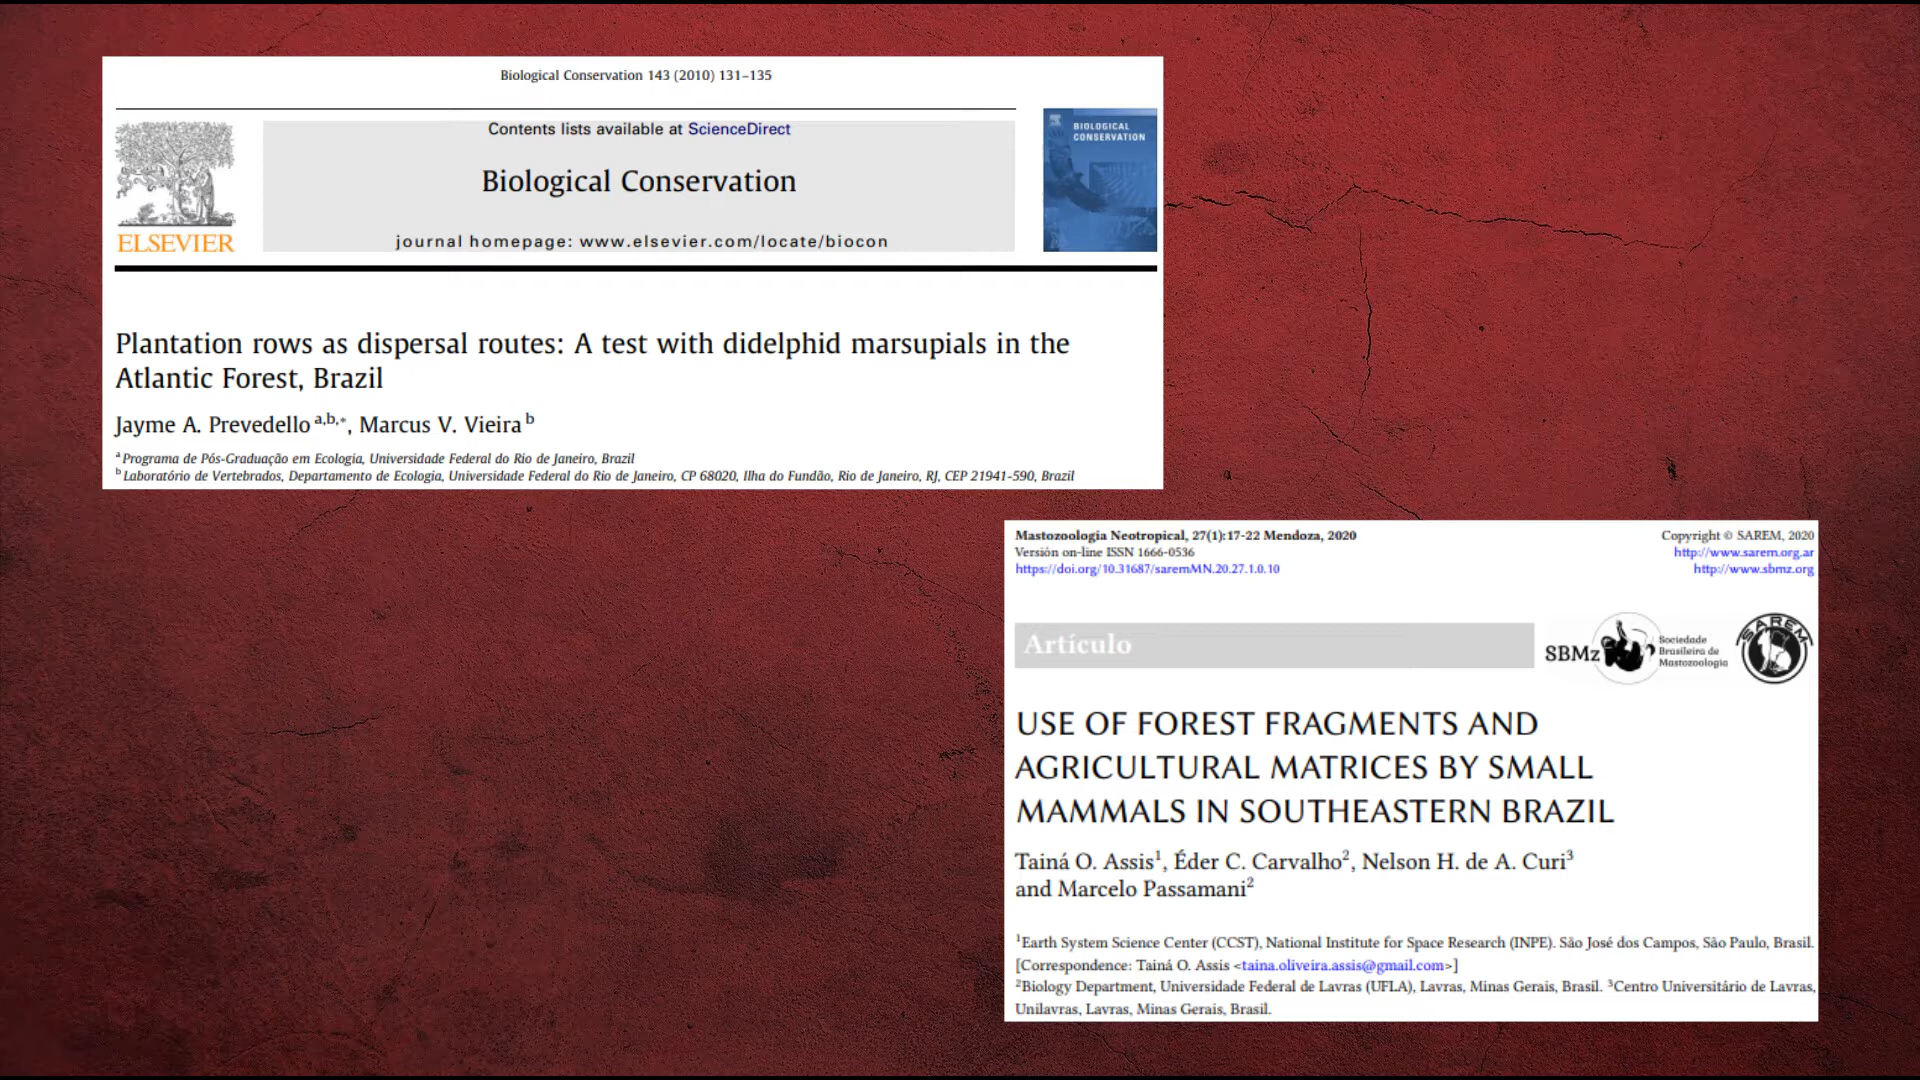 Biological Conservation 143 (2010) 131–135
Contents lists available at ScienceDirect
Biological Conservation
journal homepage: www.elsevier.com/locate/biocon
ELSEVIER
BIOLOGICAL
CONSERVATION
Plantation rows as dispersal routes: A test with didelphid marsupials in the
Atlantic Forest, Brazil
Jayme A. Prevedello a,b,*, Marcus V. Vieira b
a Programa de Pós-Graduação em Ecologia, Universidade Federal do Rio de Janeiro, Brazil
b Laboratório de Vertebrados, Departamento de Ecologia, Universidade Federal do Rio de Janeiro, CP 68020, Ilha do Fundão, Rio de Janeiro, RJ, CEP 21941-590, Brazil
Mastozoología Neotropical, 27(1):17-22 Mendoza, 2020
Copyright © SAREM, 2020
Versión on-line ISSN 1666-0536
http://www.sarem.org.ar
https://doi.org/10.31687/saremMN.20.27.1.0.10
http://www.sbmz.org
Artículo
SBMz
Sociedade
Brasileira de
Mastozoologia
SAREM
USE OF FOREST FRAGMENTS AND
AGRICULTURAL MATRICES BY SMALL
MAMMALS IN SOUTHEASTERN BRAZIL
Tainá O. Assis1, Éder C. Carvalho2, Nelson H. de A. Curi3
and Marcelo Passamani2
1Earth System Science Center (CCST), National Institute for Space Research (INPE). São José dos Campos, São Paulo, Brasil.
[Correspondence: Tainá O. Assis <taina.oliveira.assis@gmail.com>]
2Biology Department, Universidade Federal de Lavras (UFLA), Lavras, Minas Gerais, Brasil. 3Centro Universitário de Lavras,
Unilavras, Lavras, Minas Gerais, Brasil.